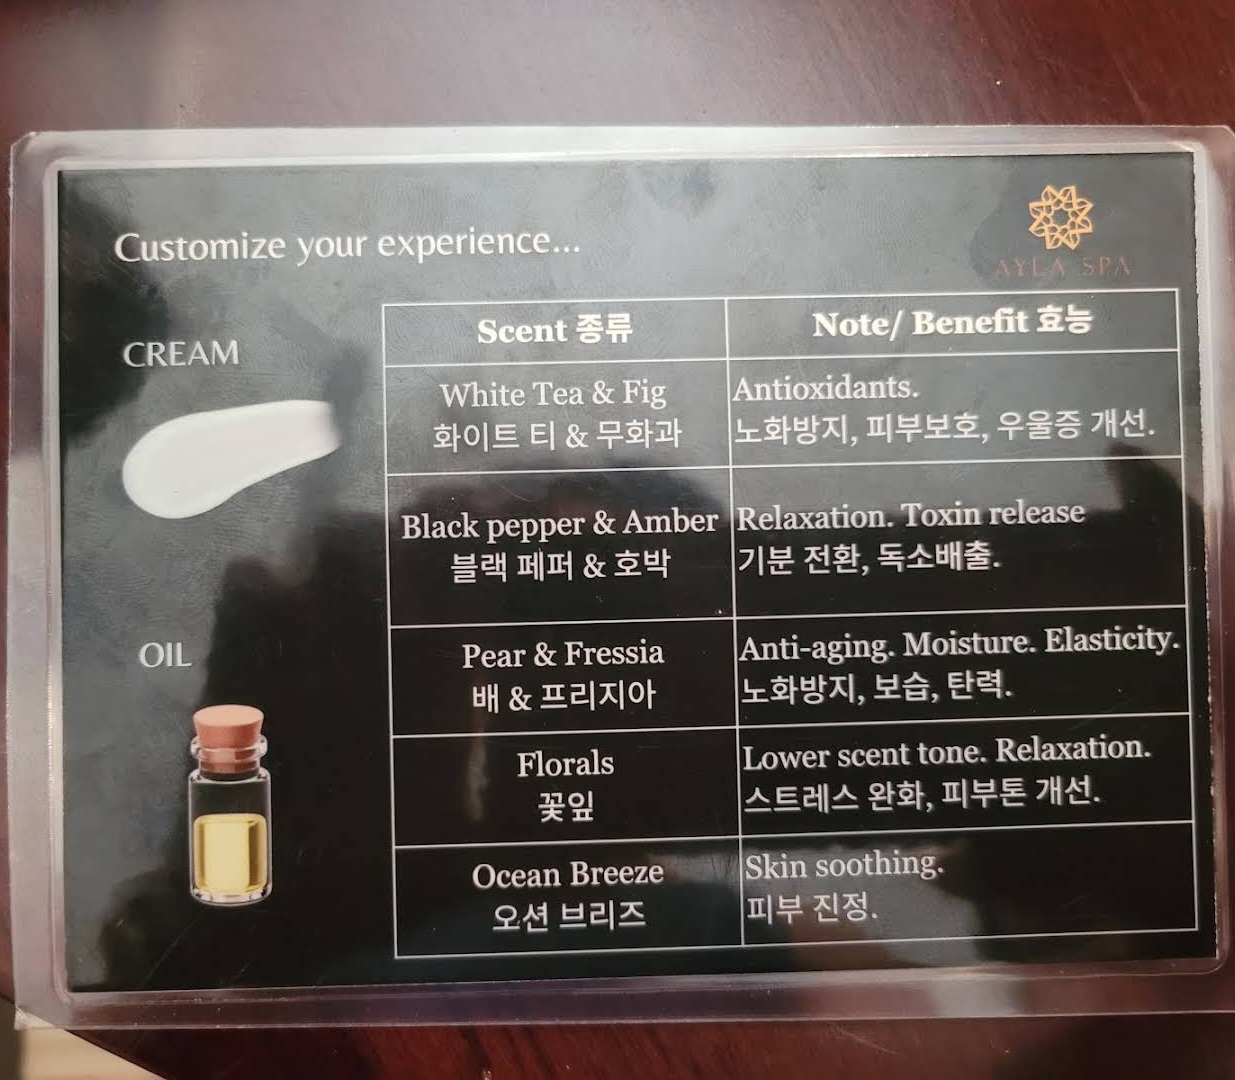 Customize your experience...
AYLA SPA
CREAM
OIL
Scent 종류
Note/ Benefit 효능
White Tea & Fig
화이트 티 & 무화과
Antioxidants.
노화방지, 피부보호, 우울증 개선.
Black pepper & Amber
블랙 페퍼 & 호박
Relaxation. Toxin release
기분 전환, 독소배출.
Pear & Fressia
배 & 프리지아
Anti-aging. Moisture. Elasticity.
노화방지, 보습, 탄력.
Florals
꽃잎
Lower scent tone. Relaxation.
스트레스 완화, 피부톤 개선.
Ocean Breeze
오션 브리즈
Skin soothing.
피부 진정.